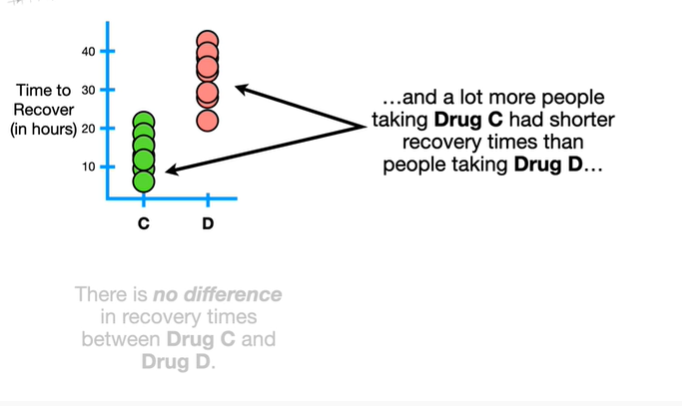 40
Time to 30
Recover
(in hours) 20
10
C D
...and a lot more people
taking Drug C had shorter
recovery times than
people taking Drug D...
There is no difference
in recovery times
between Drug C and
Drug D.